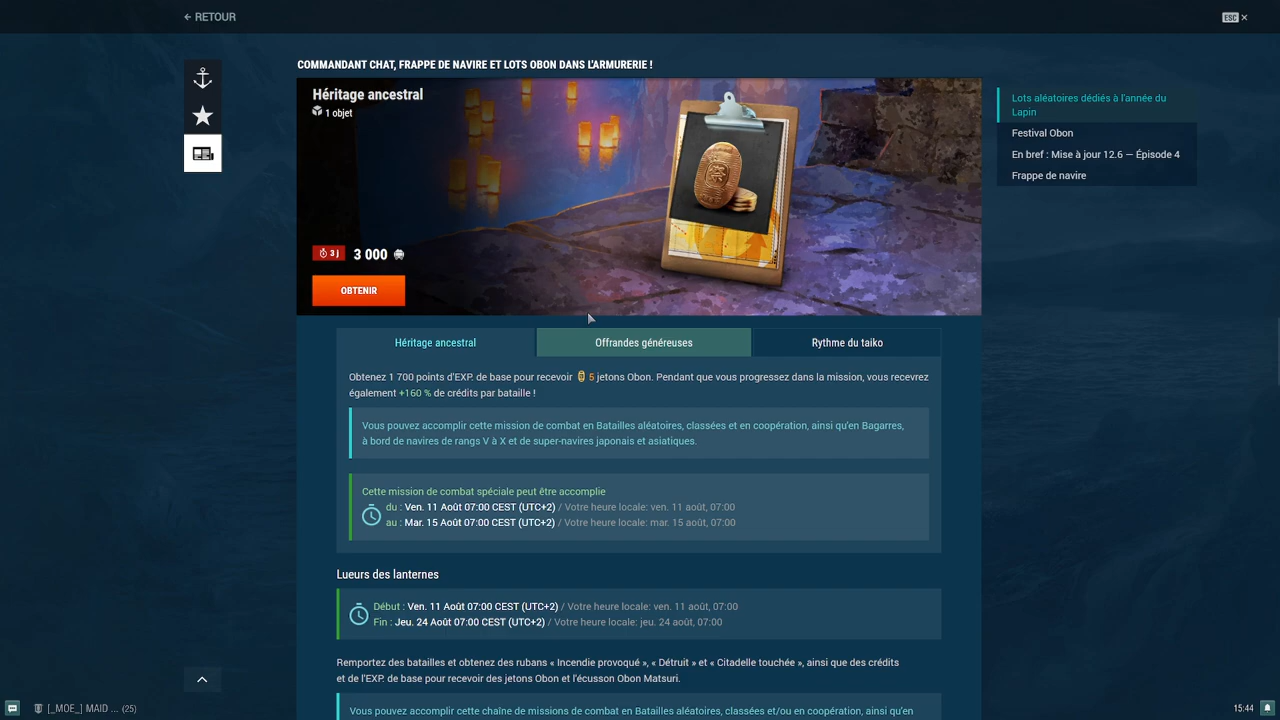 ← RETOUR
ESC ×
COMMANDANT CHAT, FRAPPE DE NAVIRE ET LOTS OBON DANS L'ARMURERIE !
Héritage ancestral
1 objet
3 j
3 000
OBTENIR
Lots aléatoires dédiés à l'année du
Lapin
Festival Obon
En bref : Mise à jour 12.6 — Épisode 4
Frappe de navire
Héritage ancestral
Offrandes généreuses
Rythme du taiko
Obtenez 1 700 points d'EXP. de base pour recevoir 5 jetons Obon. Pendant que vous progressez dans la mission, vous recevrez
également +160 % de crédits par bataille !
Vous pouvez accomplir cette mission de combat en Batailles aléatoires, classées et en coopération, ainsi qu'en Bagarres,
à bord de navires de rangs V à X et de super-navires japonais et asiatiques.
Cette mission de combat spéciale peut être accomplie
du : Ven. 11 Août 07:00 CEST (UTC+2) / Votre heure locale: ven. 11 août, 07:00
au : Mar. 15 Août 07:00 CEST (UTC+2) / Votre heure locale: mar. 15 août, 07:00
Lueurs des lanternes
Début : Ven. 11 Août 07:00 CEST (UTC+2) / Votre heure locale: ven. 11 août, 07:00
Fin : Jeu. 24 Août 07:00 CEST (UTC+2) / Votre heure locale: jeu. 24 août, 07:00
Remportez des batailles et obtenez des rubans « Incendie provoqué », « Détruit » et « Citadelle touchée », ainsi que des crédits
et de l'EXP. de base pour recevoir des jetons Obon et l'écusson Obon Matsuri.
Vous pouvez accomplir cette chaîne de missions de combat en Batailles aléatoires, classées et/ou en coopération, ainsi qu'en
[_MOE_] MAID ... (25)
15:44